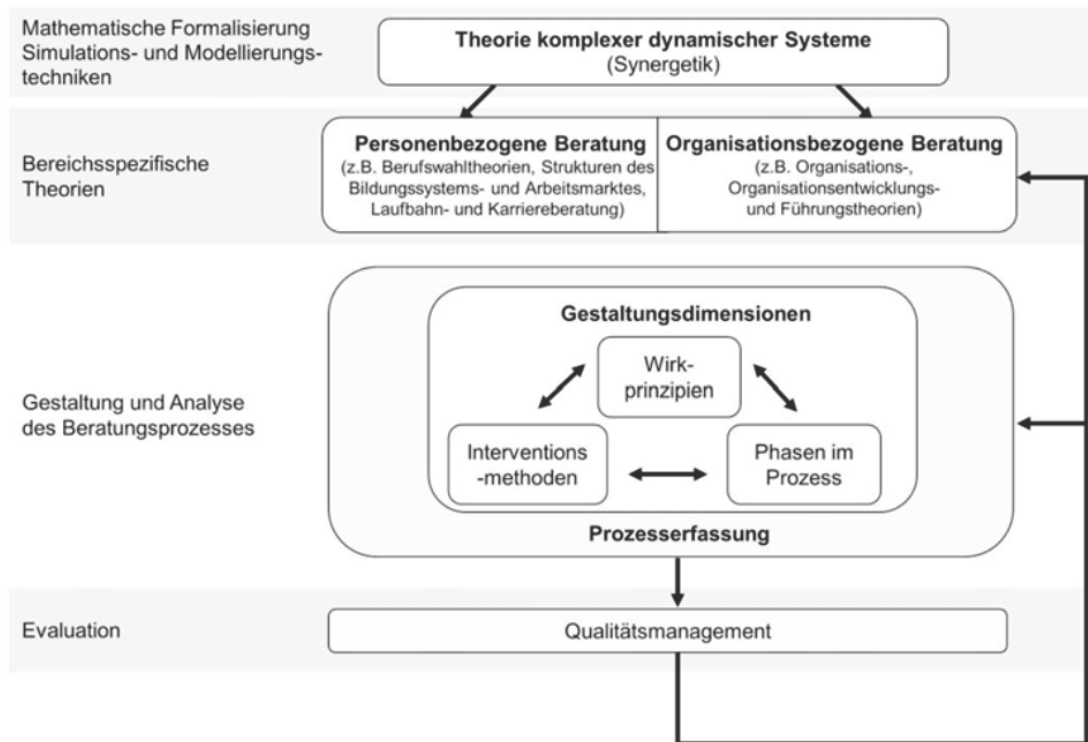 Mathematische Formalisierung
Simulations- und Modellierungs-
techniken
Theorie komplexer dynamischer Systeme
(Synergetik)
Bereichsspezifische
Theorien
Personenbezogene Beratung
(z.B. Berufswahltheorien, Strukturen des
Bildungssystems- und Arbeitsmarktes,
Laufbahn- und Karriereberatung)
Organisationsbezogene Beratung
(z.B. Organisations-,
Organisationsentwicklungs-
und Führungstheorien)
Gestaltung und Analyse
des Beratungsprozesses
Gestaltungsdimensionen
Wirk-
prinzipien
Interventions
-methoden
Phasen im
Prozess
Prozesserfassung
Evaluation
Qualitätsmanagement